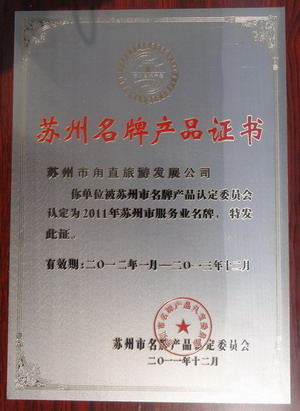 苏州名牌产品证书
苏州市甪直旅游发展公司
你单位被苏州市名牌产品认定委员会
认定为2011年苏州市服务业名牌，特发
此证。
有效期：二〇一二年一月—二〇一三年十二月
苏州市名牌产品认定委员会
二〇一一年十二月